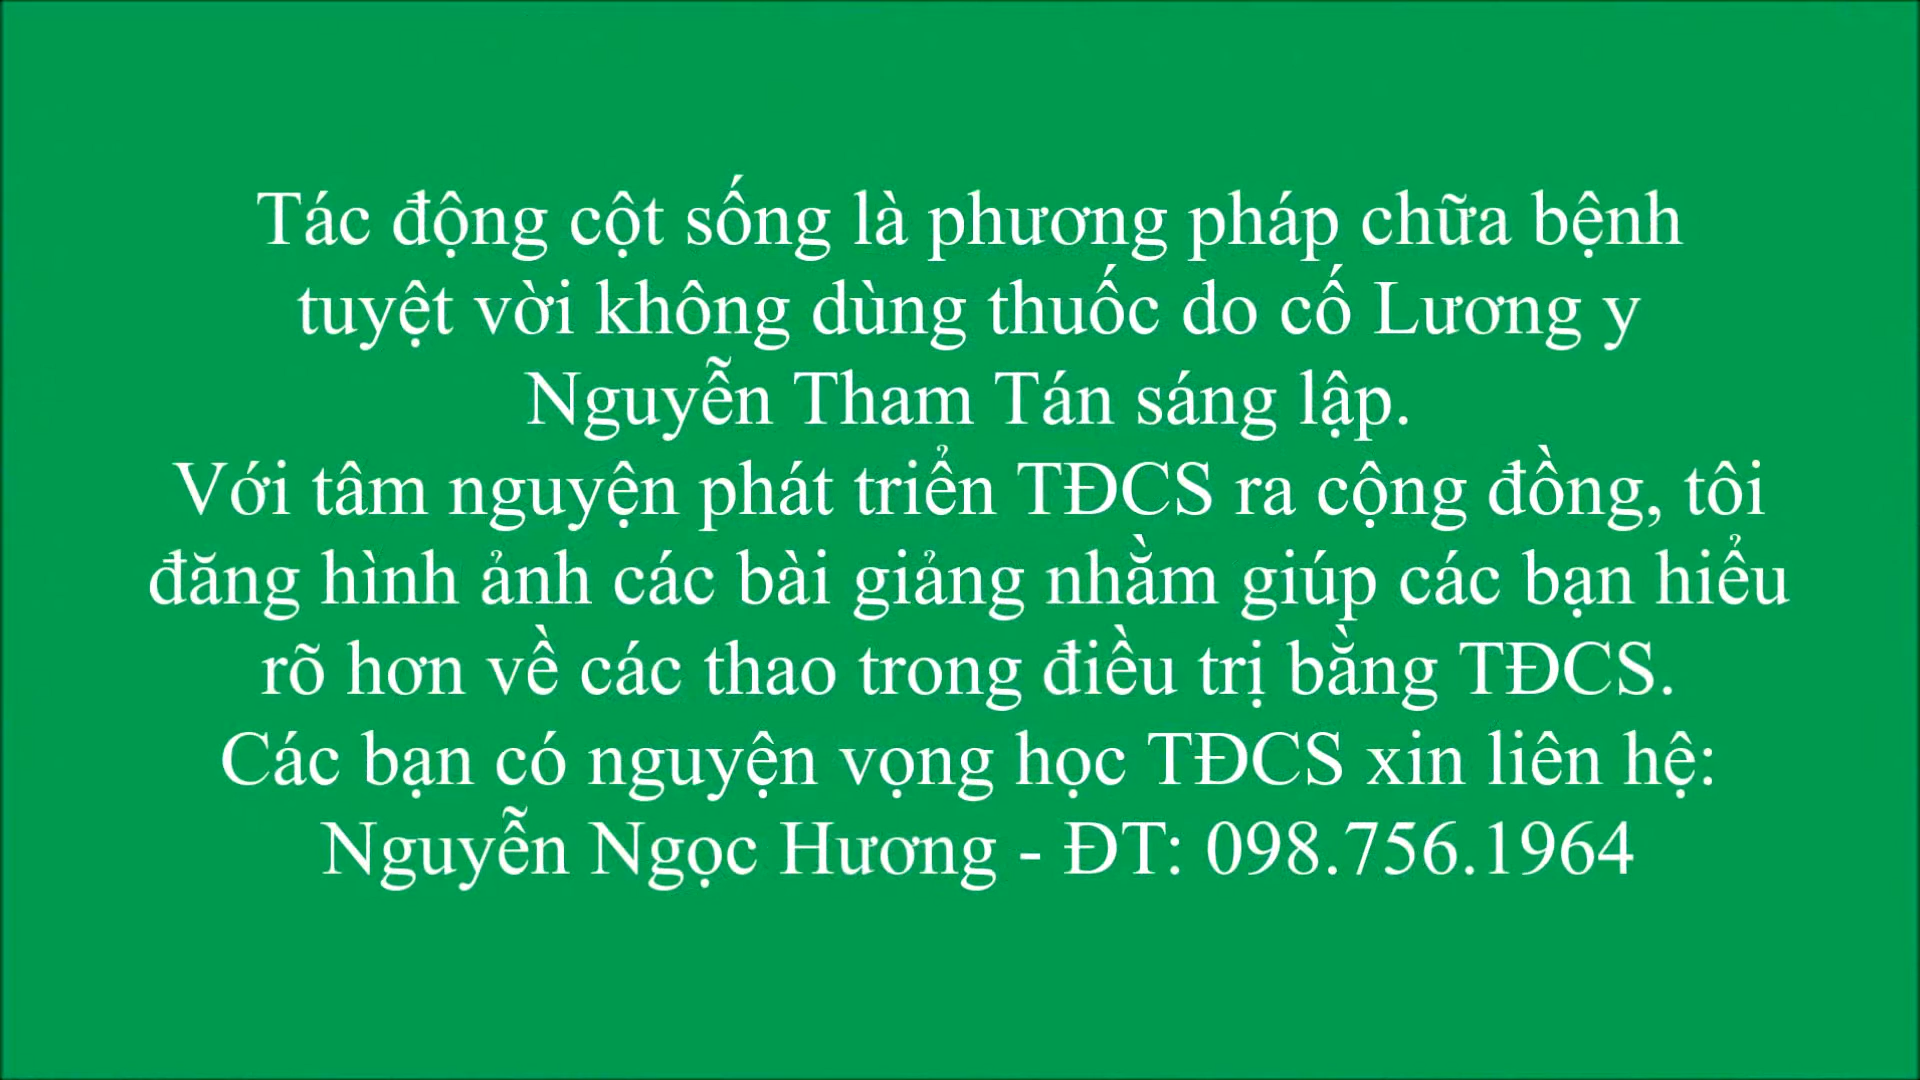 Tác động cột sống là phương pháp chữa bệnh
tuyệt vời không dùng thuốc do cố Lương y
Nguyễn Tham Tán sáng lập.
Với tâm nguyện phát triển TĐCS ra cộng đồng, tôi
đăng hình ảnh các bài giảng nhằm giúp các bạn hiểu
rõ hơn về các thao trong điều trị bằng TĐCS.
Các bạn có nguyện vọng học TĐCS xin liên hệ:
Nguyễn Ngọc Hương - ĐT: 098.756.1964